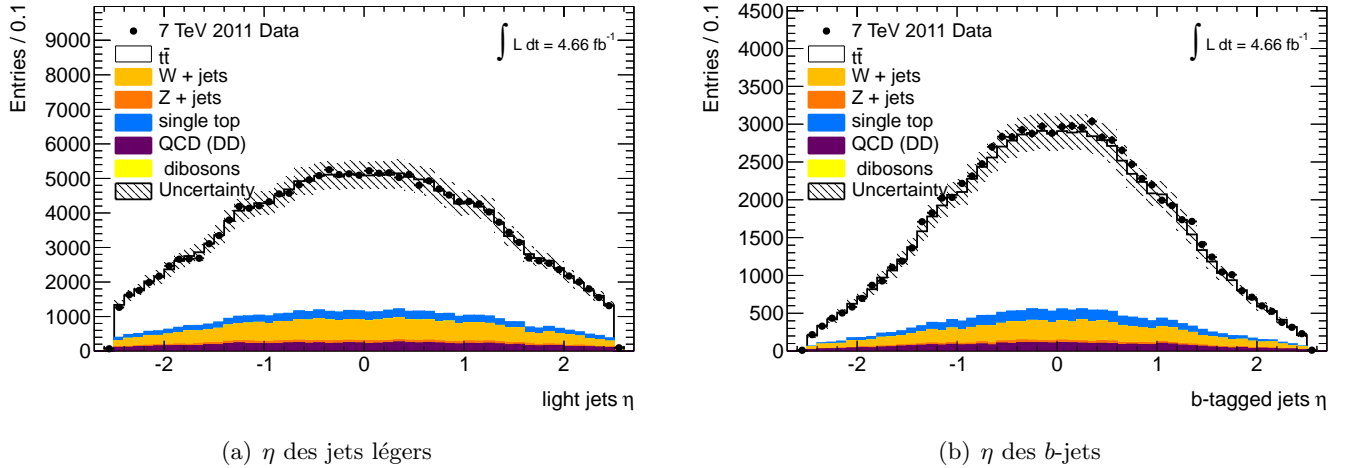 Entries / 0.1
9000
8000
7000
6000
5000
4000
3000
2000
1000
0
7 TeV 2011 Data
tt̄
W + jets
Z + jets
single top
QCD (DD)
dibosons
Uncertainty
∫ L dt = 4.66 fb⁻¹
-2 -1 0 1 2
light jets η
(a) η des jets légers
Entries / 0.1
4500
4000
3500
3000
2500
2000
1500
1000
500
0
7 TeV 2011 Data
tt̄
W + jets
Z + jets
single top
QCD (DD)
dibosons
Uncertainty
∫ L dt = 4.66 fb⁻¹
-2 -1 0 1 2
b-tagged jets η
(b) η des b-jets